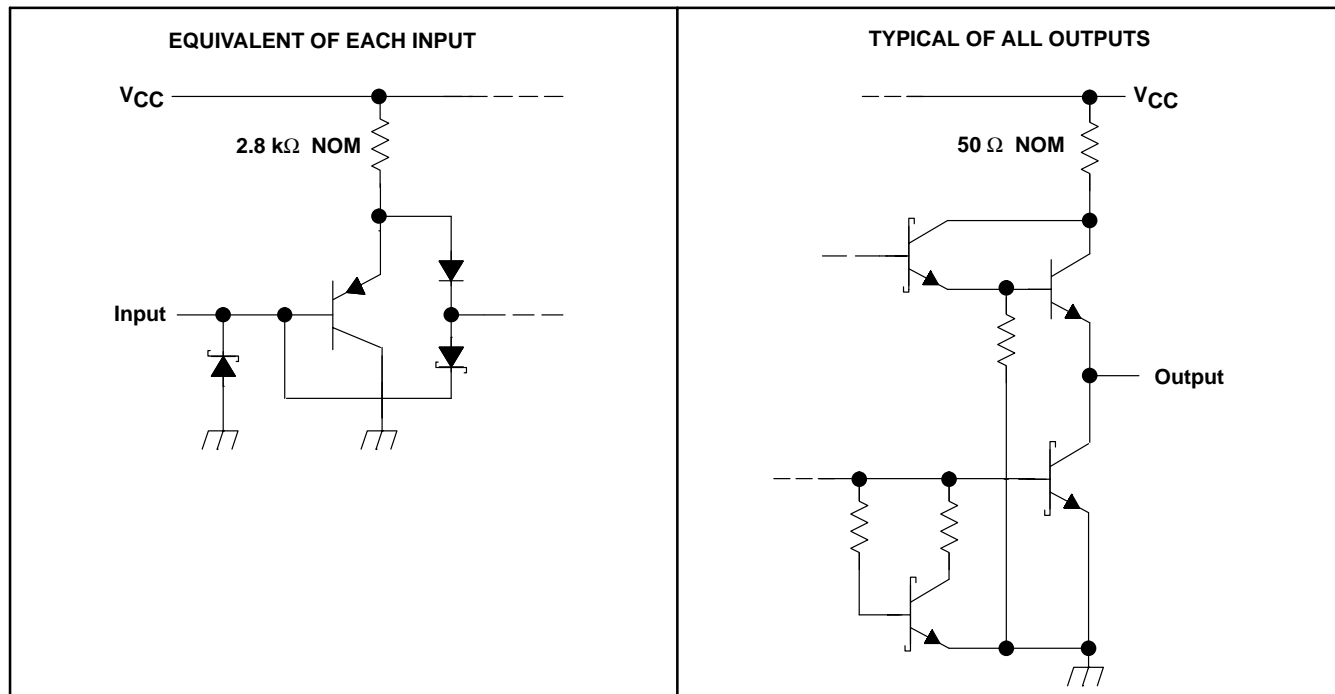 EQUIVALENT OF EACH INPUT
VCC
2.8 kΩ NOM
Input
TYPICAL OF ALL OUTPUTS
VCC
50 Ω NOM
Output